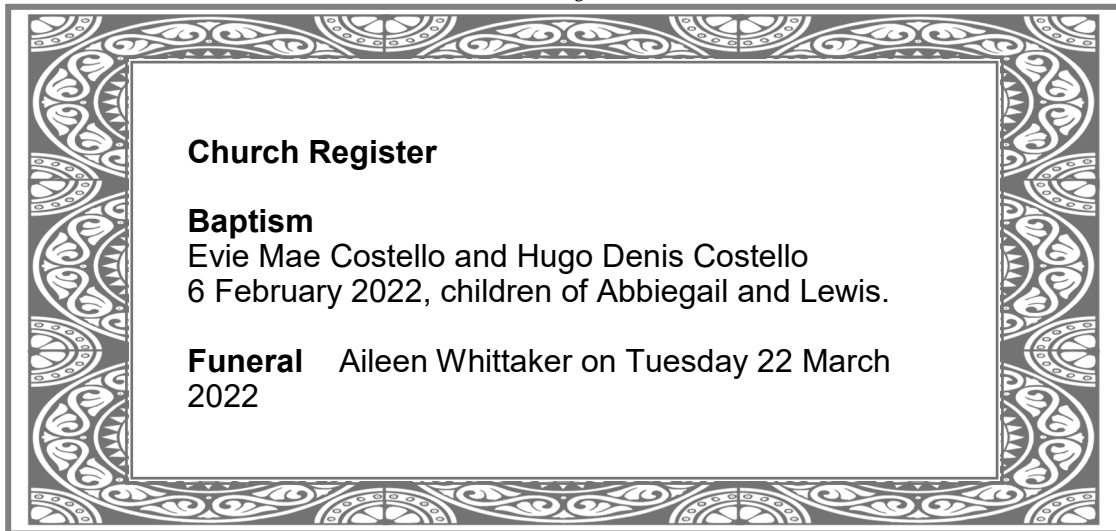 Church Register
Baptism
Evie Mae Costello and Hugo Denis Costello
6 February 2022, children of Abbiegail and Lewis.
Funeral Aileen Whittaker on Tuesday 22 March
2022